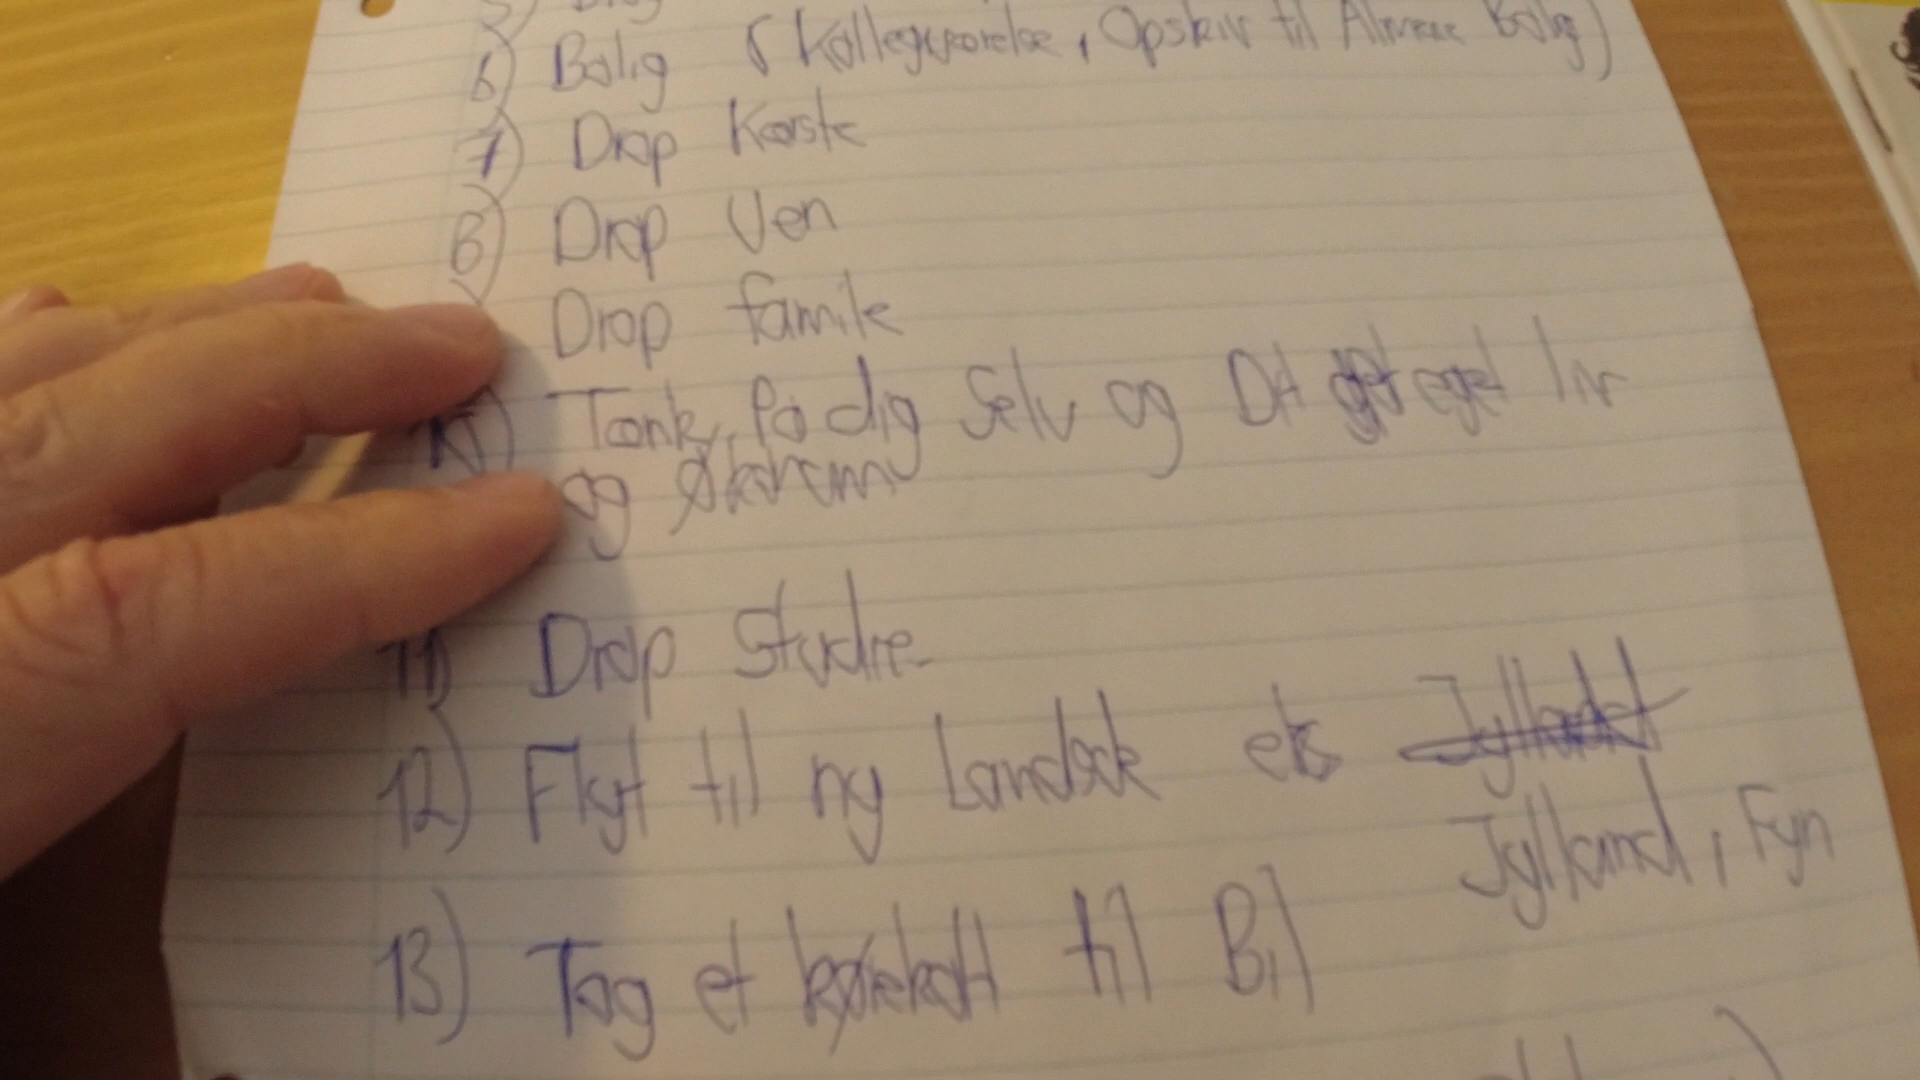 6) Bolig (Kollegieværelse, Opskriv til Almene Bolig)
7) Drop Kæste
8) Drop Ven
Drop familie
10) Tænk, På dig Selv og Dit eget liv
og økonomi
11) Drop Studie
12) Flyt til ny Landsdel eks Jylland
Jylland, Fyn
13) Tag et kørekort til Bil